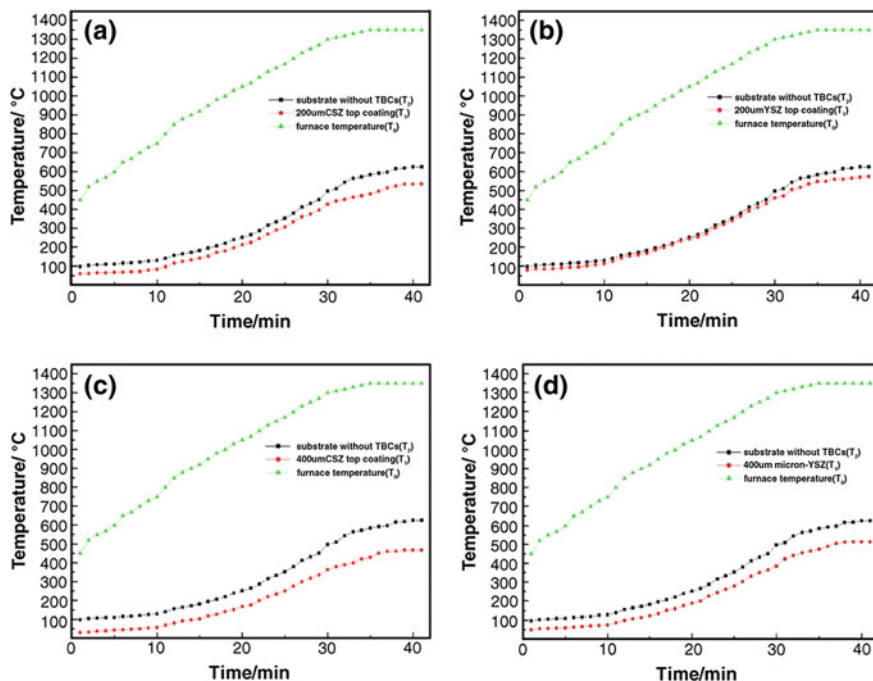 (a)
1400
1300
1200
1100
1000
900
800
700
600
500
400
300
200
100
Temperature/ °C
substrate without TBCs(T₂)
200umCSZ top coating(T₁)
furnace temperature(T₀)
0 10 20 30 40
Time/min
(b)
1400
1300
1200
1100
1000
900
800
700
600
500
400
300
200
100
Temperature/ °C
substrate without TBCs(T₂)
200umYSZ top coating(T₁)
furnace temperature(T₀)
0 10 20 30 40
Time/min
(c)
1400
1300
1200
1100
1000
900
800
700
600
500
400
300
200
100
Temperature/ °C
substrate without TBCs(T₂)
400umCSZ top coating(T₁)
furnace temperature(T₀)
0 10 20 30 40
Time/min
(d)
1400
1300
1200
1100
1000
900
800
700
600
500
400
300
200
100
Temperature/ °C
substrate without TBCs(T₂)
400um micron-YSZ(T₁)
furnace temperature(T₀)
0 10 20 30 40
Time/min